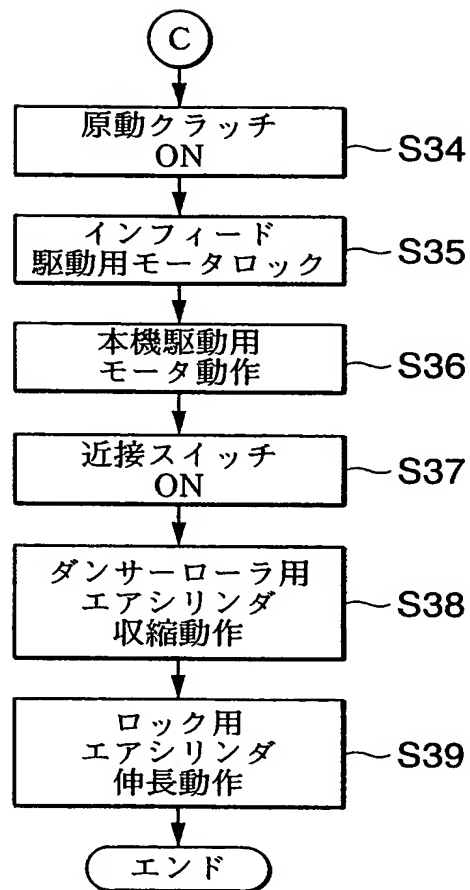 C
原動クラッチ
ON
S34
インフィード
駆動用モータロック
S35
本機駆動用
モータ動作
S36
近接スイッチ
ON
S37
ダンサーローラ用
エアシリンダ
収縮動作
S38
ロック用
エアシリンダ
伸長動作
S39
エンド